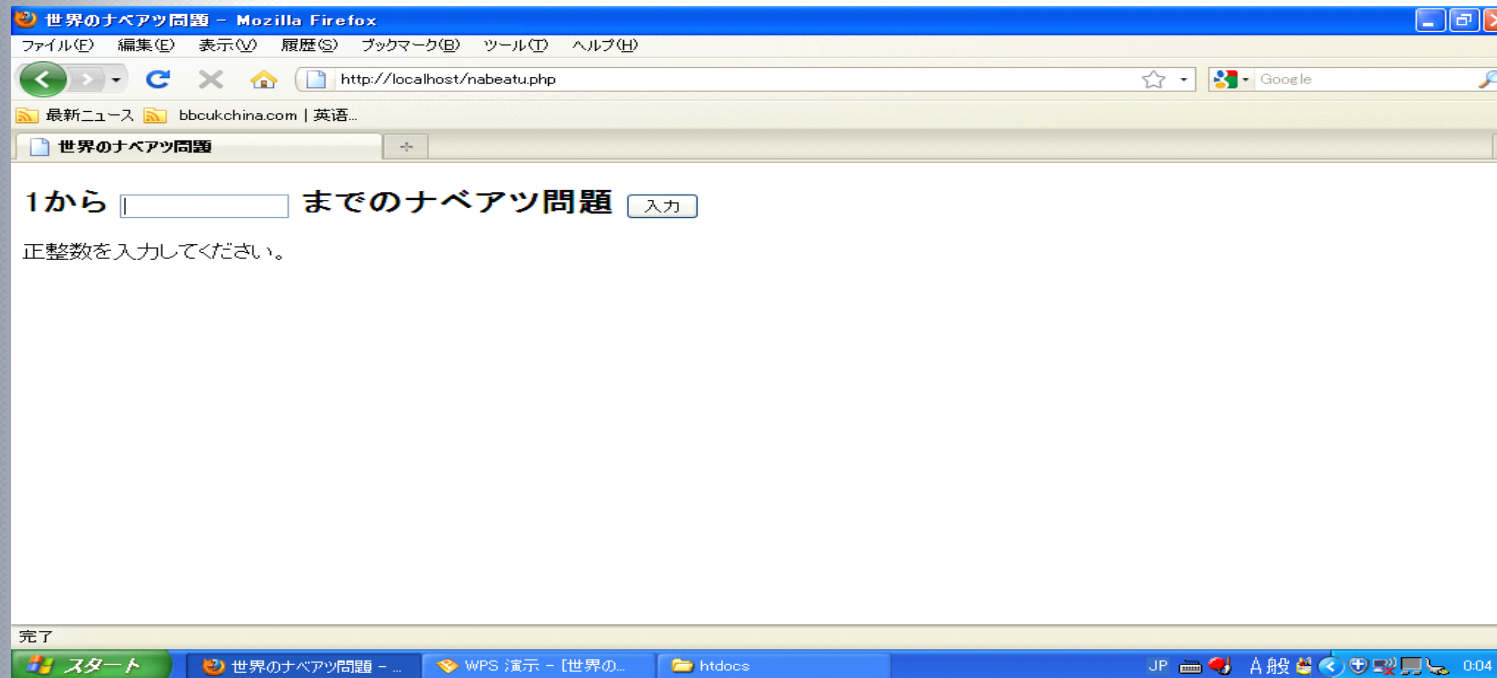 世界のナベアツ問題 - Mozilla Firefox
ファイル(F) 編集(E) 表示(V) 履歴(S) ブックマーク(B) ツール(T) ヘルプ(H)
http://localhost/nabeatu.php Google
最新ニュース bbcukchina.com | 英语...
世界のナベアツ問題
1から までのナベアツ問題 入力
正整数を入力してください。
完了
スタート 世界のナベアツ問題 - ... WPS 演示 - [世界の... htdocs JP A 般 0:04